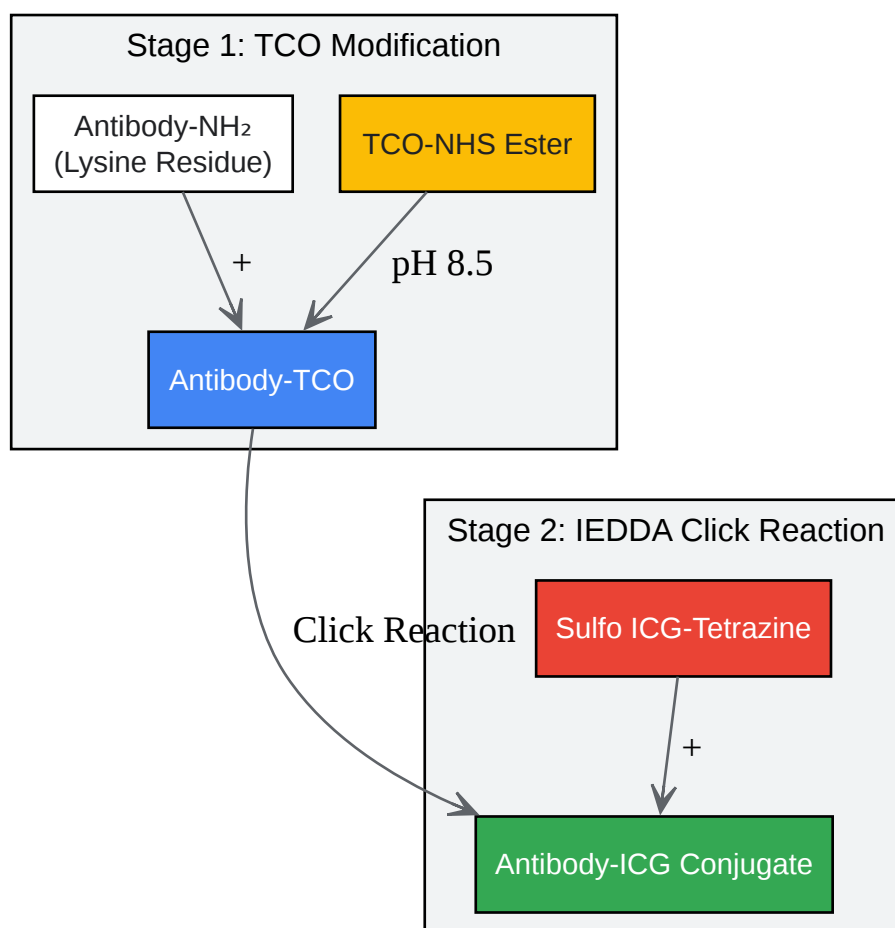 Stage 1: TCO Modification
Antibody-NH₂
(Lysine Residue)
TCO-NHS Ester
+
pH 8.5
Antibody-TCO
Stage 2: IEDDA Click Reaction
Click Reaction
Sulfo ICG-Tetrazine
+
Antibody-ICG Conjugate